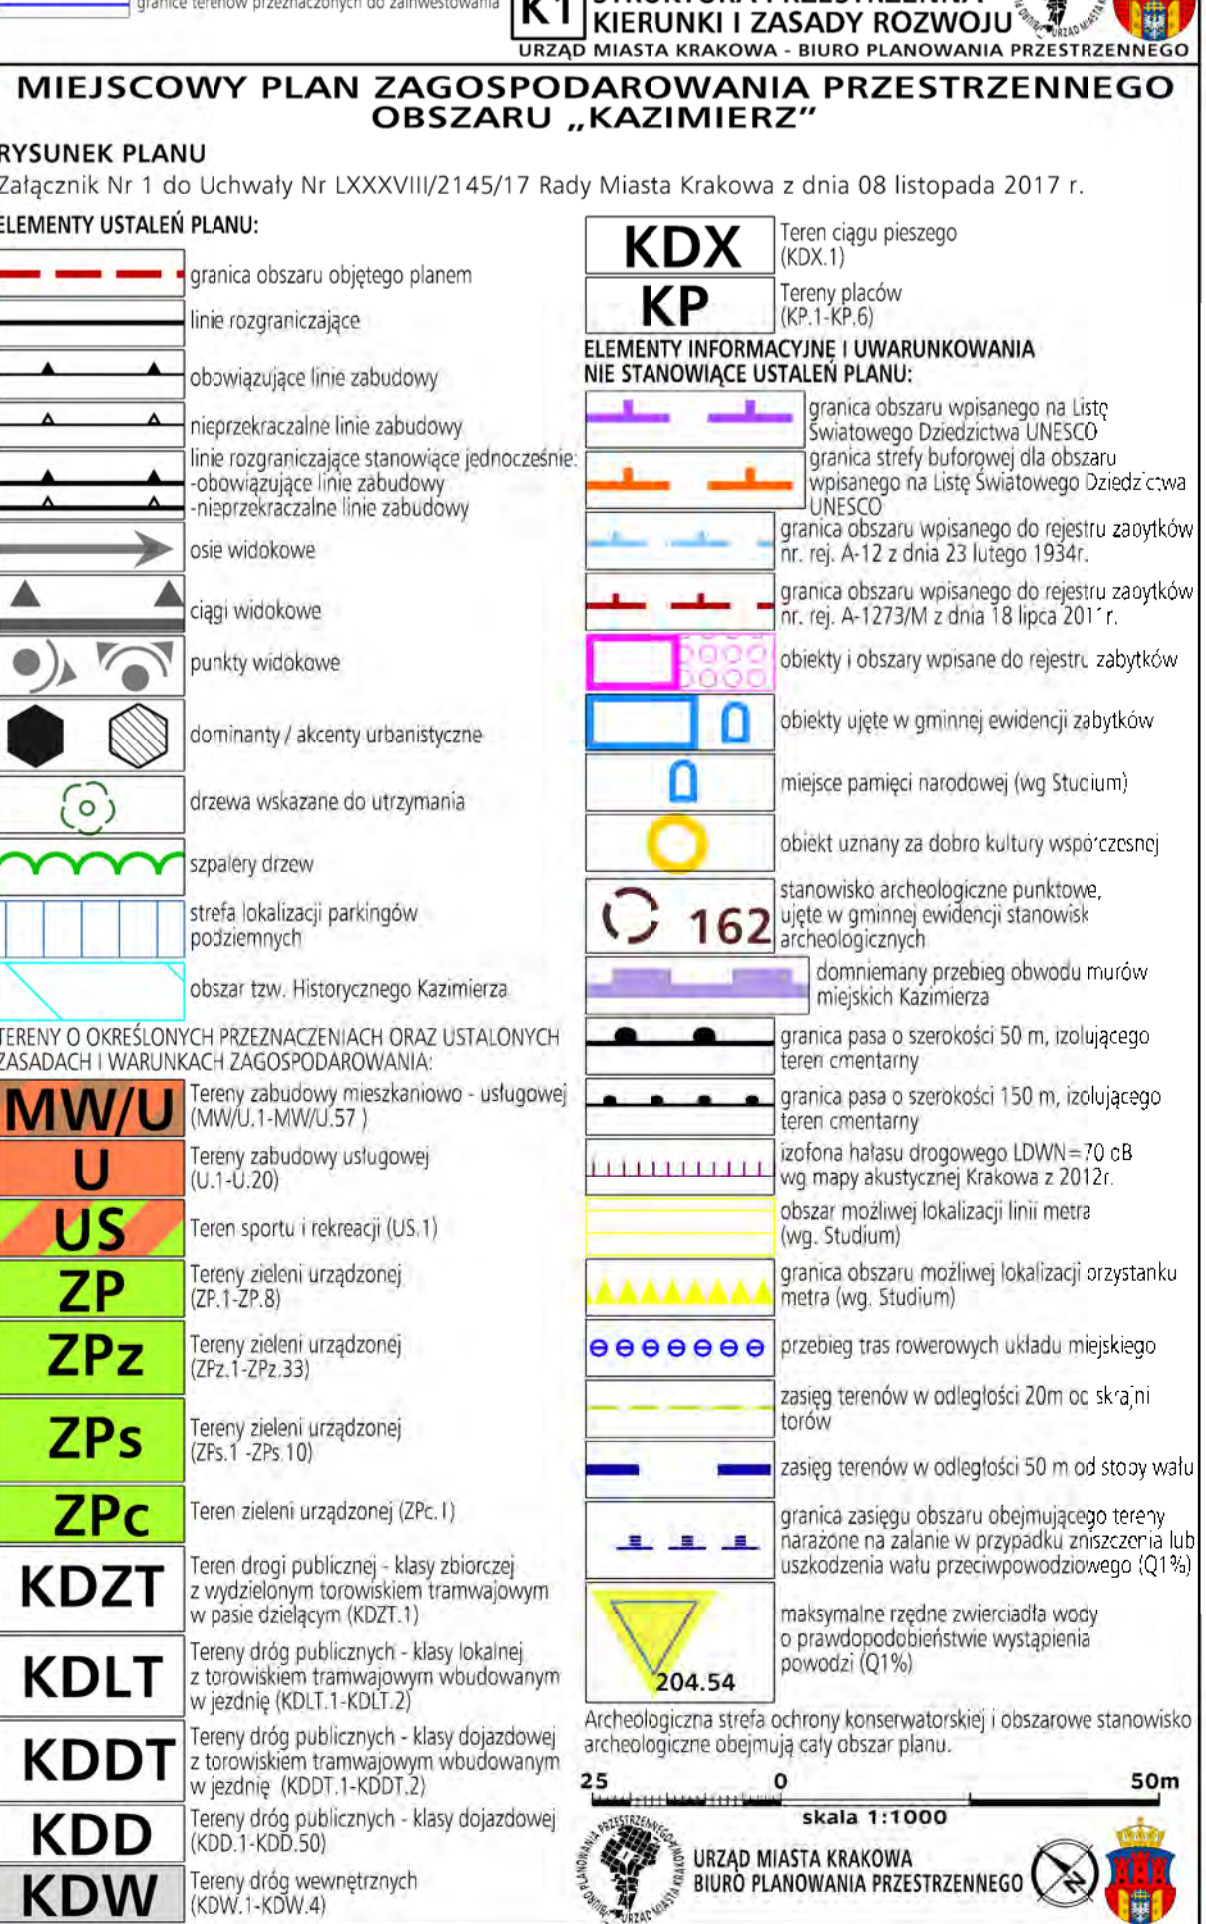 granice terenów przeznaczonych do zainwestowania
K1
STRUKTURA PRZESTRZENNA
KIERUNKI I ZASADY ROZWOJU
URZĄD MIASTA KRAKOWA - BIURO PLANOWANIA PRZESTRZENNEGO
MIEJSCOWY PLAN ZAGOSPODAROWANIA PRZESTRZENNEGO
OBSZARU „KAZIMIERZ”
RYSUNEK PLANU
Załącznik Nr 1 do Uchwały Nr LXXXVIII/2145/17 Rady Miasta Krakowa z dnia 08 listopada 2017 r.
ELEMENTY USTALEŃ PLANU:
granica obszaru objętego planem
linie rozgraniczające
obowiązujące linie zabudowy
nieprzekraczalne linie zabudowy
linie rozgraniczające stanowiące jednocześnie:
-obowiązujące linie zabudowy
-nieprzekraczalne linie zabudowy
osie widokowe
ciągi widokowe
punkty widokowe
dominanty / akcenty urbanistyczne
drzewa wskazane do utrzymania
szpalery drzew
strefa lokalizacji parkingów
podziemnych
obszar tzw. Historycznego Kazimierza
TERENY O OKREŚLONYCH PRZEZNACZENIACH ORAZ USTALONYCH
ZASADACH I WARUNKACH ZAGOSPODAROWANIA:
MW/U
Tereny zabudowy mieszkaniowo - usługowej
(MW/U.1-MW/U.57 )
U
Tereny zabudowy usługowej
(U.1-U.20)
US
Teren sportu i rekreacji (US.1)
ZP
Tereny zieleni urządzonej
(ZP.1-ZP.8)
ZPz
Tereny zieleni urządzonej
(ZPz.1-ZPz.33)
ZPs
Tereny zieleni urządzonej
(ZPs.1 -ZPs.10)
ZPc
Teren zieleni urządzonej (ZPc.1)
KDZT
Teren drogi publicznej - klasy zbiorczej
z wydzielonym torowiskiem tramwajowym
w pasie dzielącym (KDZT.1)
KDLT
Tereny dróg publicznych - klasy lokalnej
z torowiskiem tramwajowym wbudowanym
w jezdnię (KDLT.1-KDLT.2)
KDDT
Tereny dróg publicznych - klasy dojazdowej
z torowiskiem tramwajowym wbudowanym
w jezdnię (KDDT.1-KDDT.2)
KDD
Tereny dróg publicznych - klasy dojazdowej
(KDD.1-KDD.50)
KDW
Tereny dróg wewnętrznych
(KDW.1-KDW.4)
KDX
Teren ciągu pieszego
(KDX.1)
KP
Tereny placów
(KP.1-KP.6)
ELEMENTY INFORMACYJNE I UWARUNKOWANIA
NIE STANOWIĄCE USTALEŃ PLANU:
granica obszaru wpisanego na Listę
Światowego Dziedzictwa UNESCO
granica strefy buforowej dla obszaru
wpisanego na Listę Światowego Dziedzictwa
UNESCO
granica obszaru wpisanego do rejestru zabytków
nr. rej. A-12 z dnia 23 lutego 1934r.
granica obszaru wpisanego do rejestru zabytków
nr. rej. A-1273/M z dnia 18 lipca 2011r.
obiekty i obszary wpisane do rejestru zabytków
obiekty ujęte w gminnej ewidencji zabytków
miejsce pamięci narodowej (wg Studium)
obiekt uznany za dobro kultury współczesnej
162
stanowisko archeologiczne punktowe,
ujęte w gminnej ewidencji stanowisk
archeologicznych
domniemany przebieg obwodu murów
miejskich Kazimierza
granica pasa o szerokości 50 m, izolującego
teren cmentarny
granica pasa o szerokości 150 m, izolującego
teren cmentarny
izofona hałasu drogowego LDWN=70 dB
wg mapy akustycznej Krakowa z 2012r.
obszar możliwej lokalizacji linii metra
(wg. Studium)
granica obszaru możliwej lokalizacji przystanku
metra (wg. Studium)
przebieg tras rowerowych układu miejskiego
zasięg terenów w odległości 20m od skrajni
torów
zasięg terenów w odległości 50 m od stopy wału
granica zasięgu obszaru obejmującego tereny
narażone na zalanie w przypadku zniszczenia lub
uszkodzenia wału przeciwpowodziowego (Q1%)
204.54
maksymalne rzędne zwierciadła wody
o prawdopodobieństwie wystąpienia
powodzi (Q1%)
Archeologiczna strefa ochrony konserwatorskiej i obszarowe stanowisko
archeologiczne obejmują cały obszar planu.
25 0 50m
skala 1:1000
URZĄD MIASTA KRAKOWA
BIURO PLANOWANIA PRZESTRZENNEGO